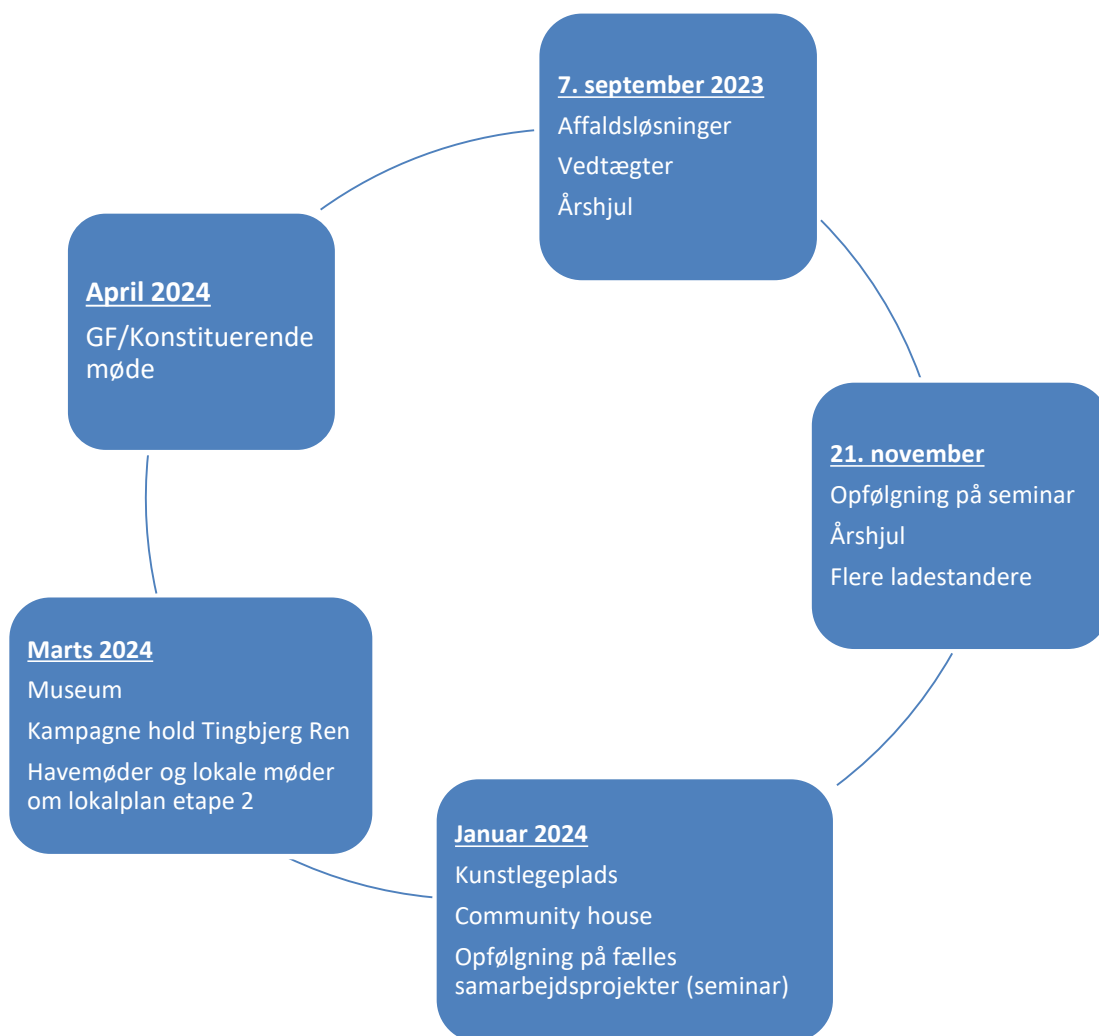 7. september 2023
Affaldsløsninger
Vedtægter
Årshjul
21. november
Opfølgning på seminar
Årshjul
Flere ladestandere
Januar 2024
Kunstlegeplads
Community house
Opfølgning på fælles
samarbejdsprojekter (seminar)
Marts 2024
Museum
Kampagne hold Tingbjerg Ren
Havemøder og lokale møder
om lokalplan etape 2
April 2024
GF/Konstituerende
møde